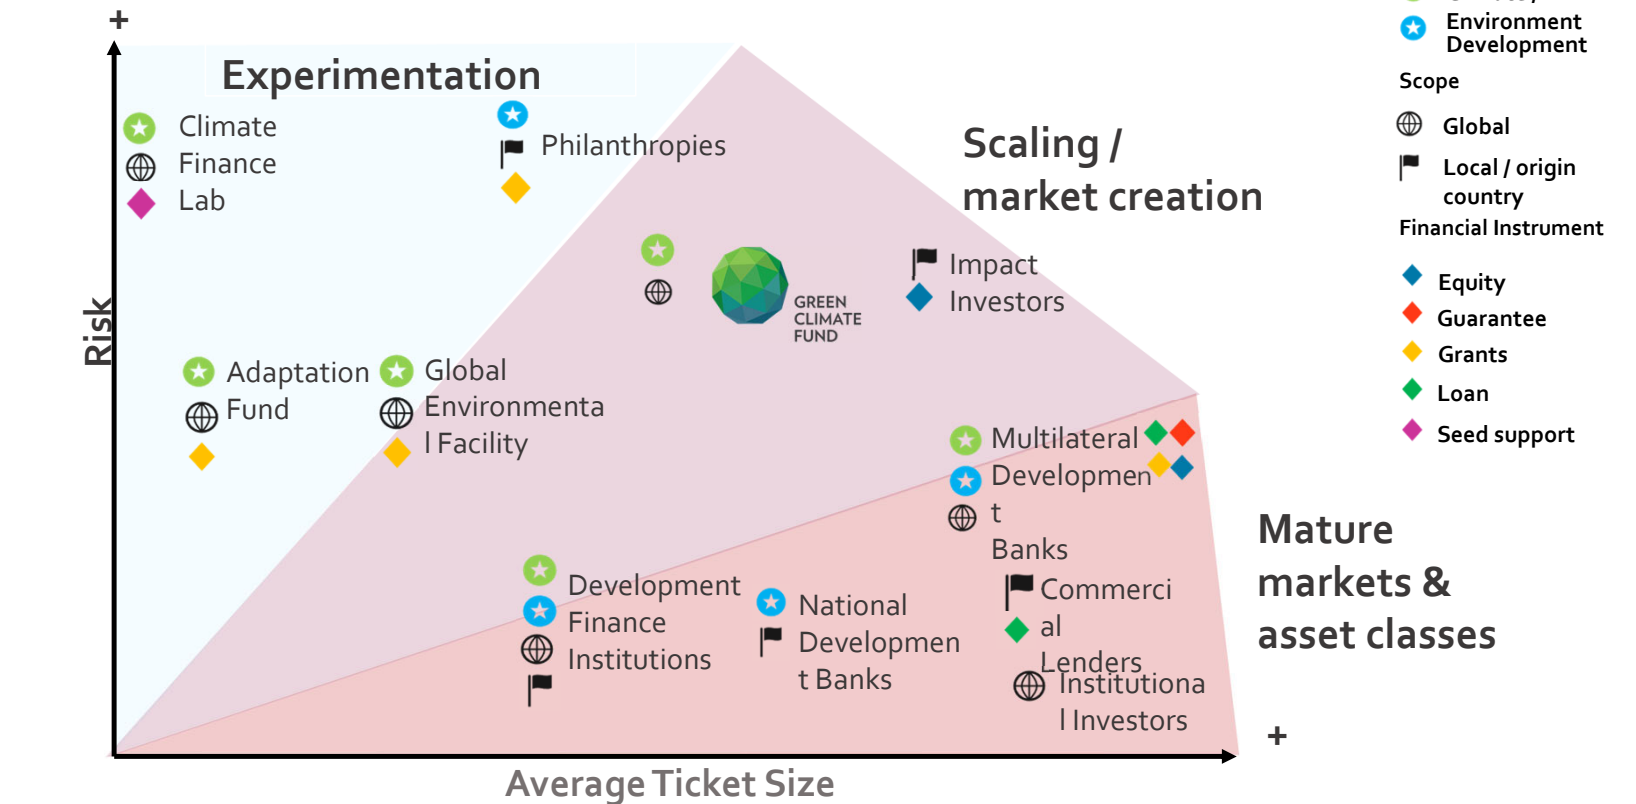 +
Experimentation
Climate
Finance
Lab
Philanthropies
Scaling /
market creation
GREEN
CLIMATE
FUND
Impact
Investors
Risk
Adaptation
Fund
Global
Environmenta
l Facility
Multilateral
Developmen
t
Banks
Development
Finance
Institutions
National
Developmen
t Banks
Commerci
al
Lenders
Institutiona
l Investors
Mature
markets &
asset classes
+
Average Ticket Size
Environment
Development
Scope
Global
Local / origin
country
Financial Instrument
Equity
Guarantee
Grants
Loan
Seed support